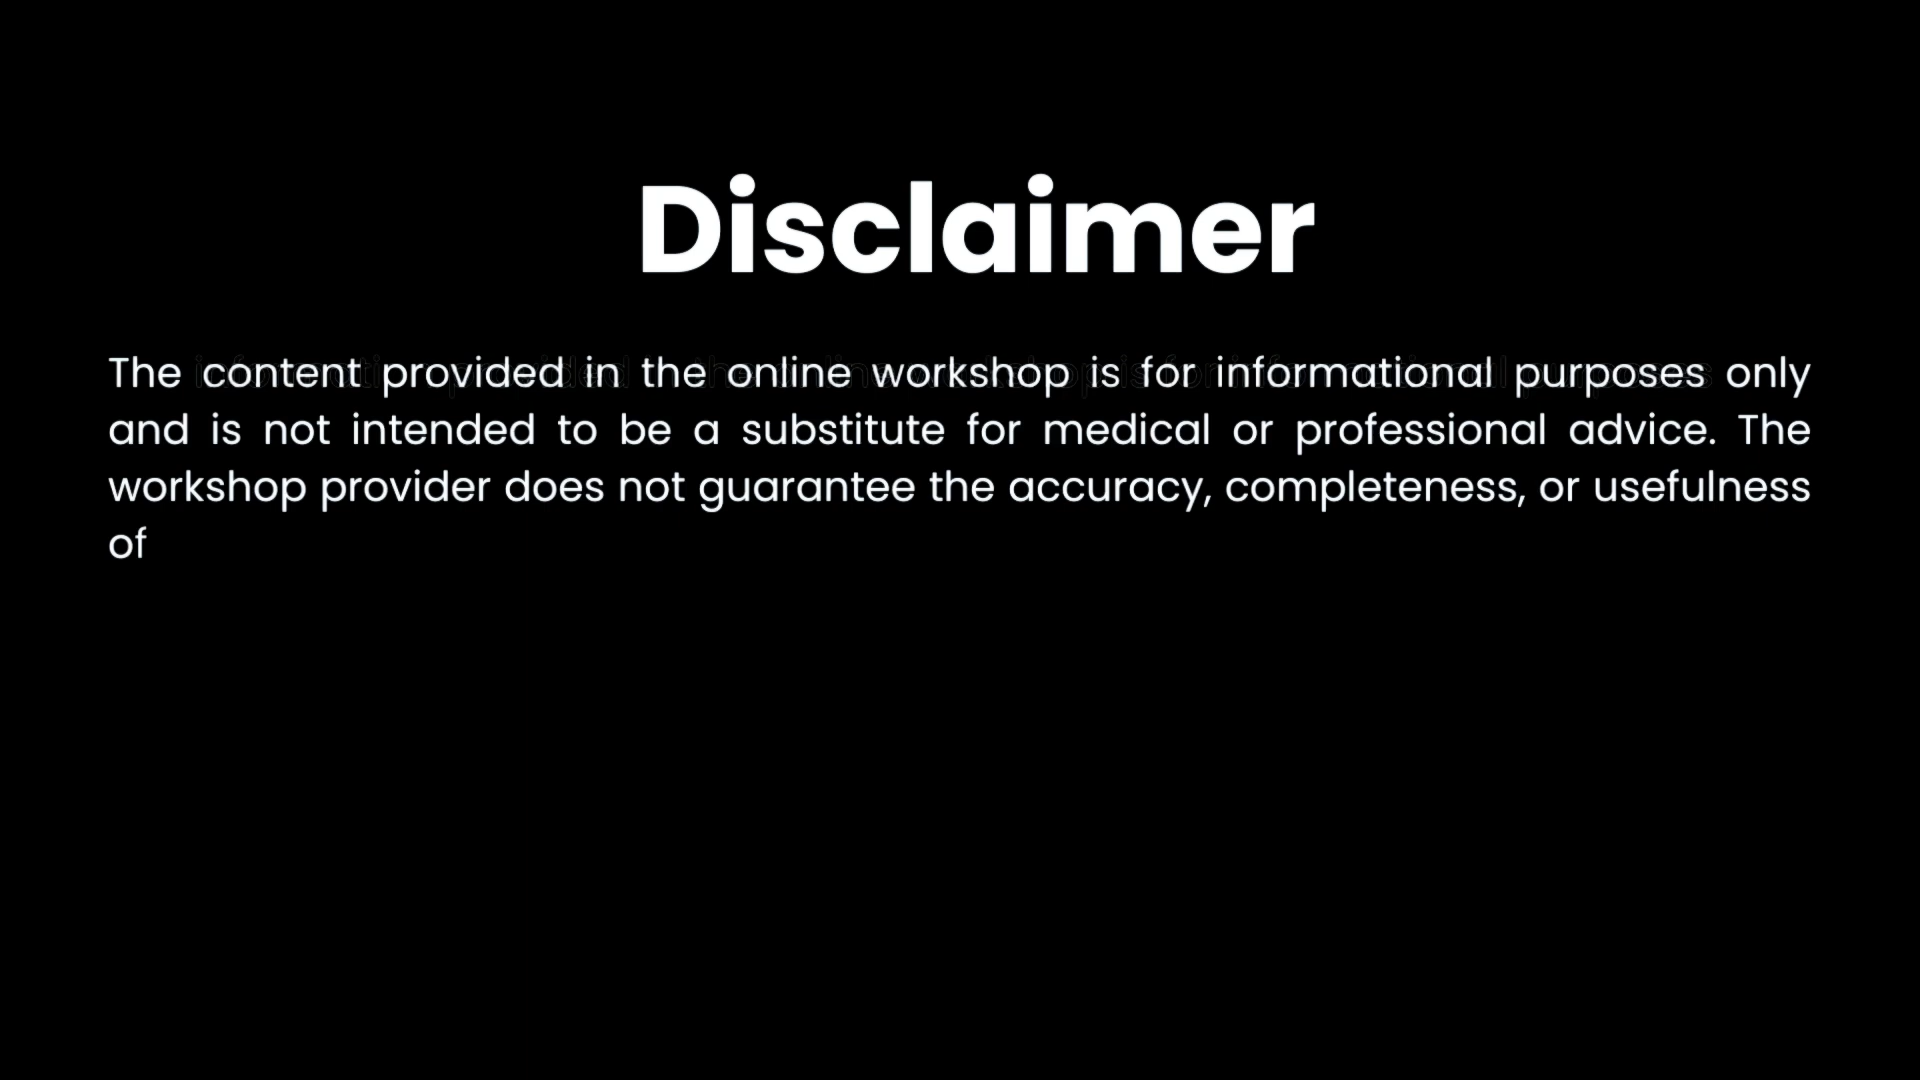 Disclaimer
The content provided in the online workshop is for informational purposes only
and is not intended to be a substitute for medical or professional advice. The
workshop provider does not guarantee the accuracy, completeness, or usefulness
of